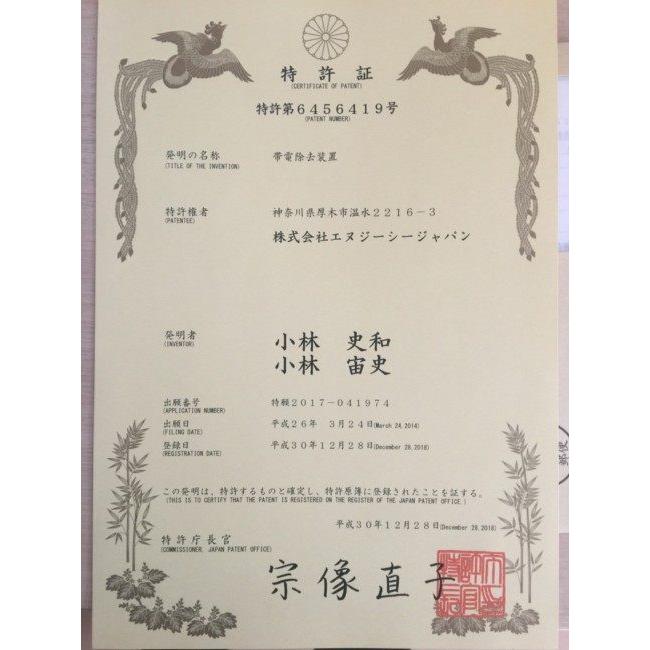 特許証
(CERTIFICATE OF PATENT)
特許第６４５６４１９号
(PATENT NUMBER)
発明の名称 帯電除去装置
(TITLE OF THE INVENTION)
特許権者 神奈川県厚木市温水２２１６－３
(PATENTEE)
株式会社エヌジーシージャパン
発明者 小林 史和
(INVENTOR)
小林 宙史
出願番号 特願２０１７－０４１９７４
(APPLICATION NUMBER)
出願日 平成２６年 ３月２４日(March 24,2014)
(FILING DATE)
登録日 平成３０年１２月２８日(December 28,2018)
(REGISTRATION DATE)
この発明は、特許するものと確定し、特許原簿に登録されたことを証する。
(THIS IS TO CERTIFY THAT THE PATENT IS REGISTERED ON THE REGISTER OF THE JAPAN PATENT OFFICE.)
平成３０年１２月２８日(December 28,2018)
特許庁長官
(COMMISSIONER, JAPAN PATENT OFFICE)
宗像直子
郵便